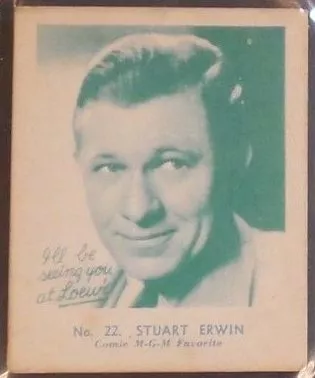 I'll be
seeing you
at Loew's
No. 22. STUART ERWIN
Comic M-G-M Favorite